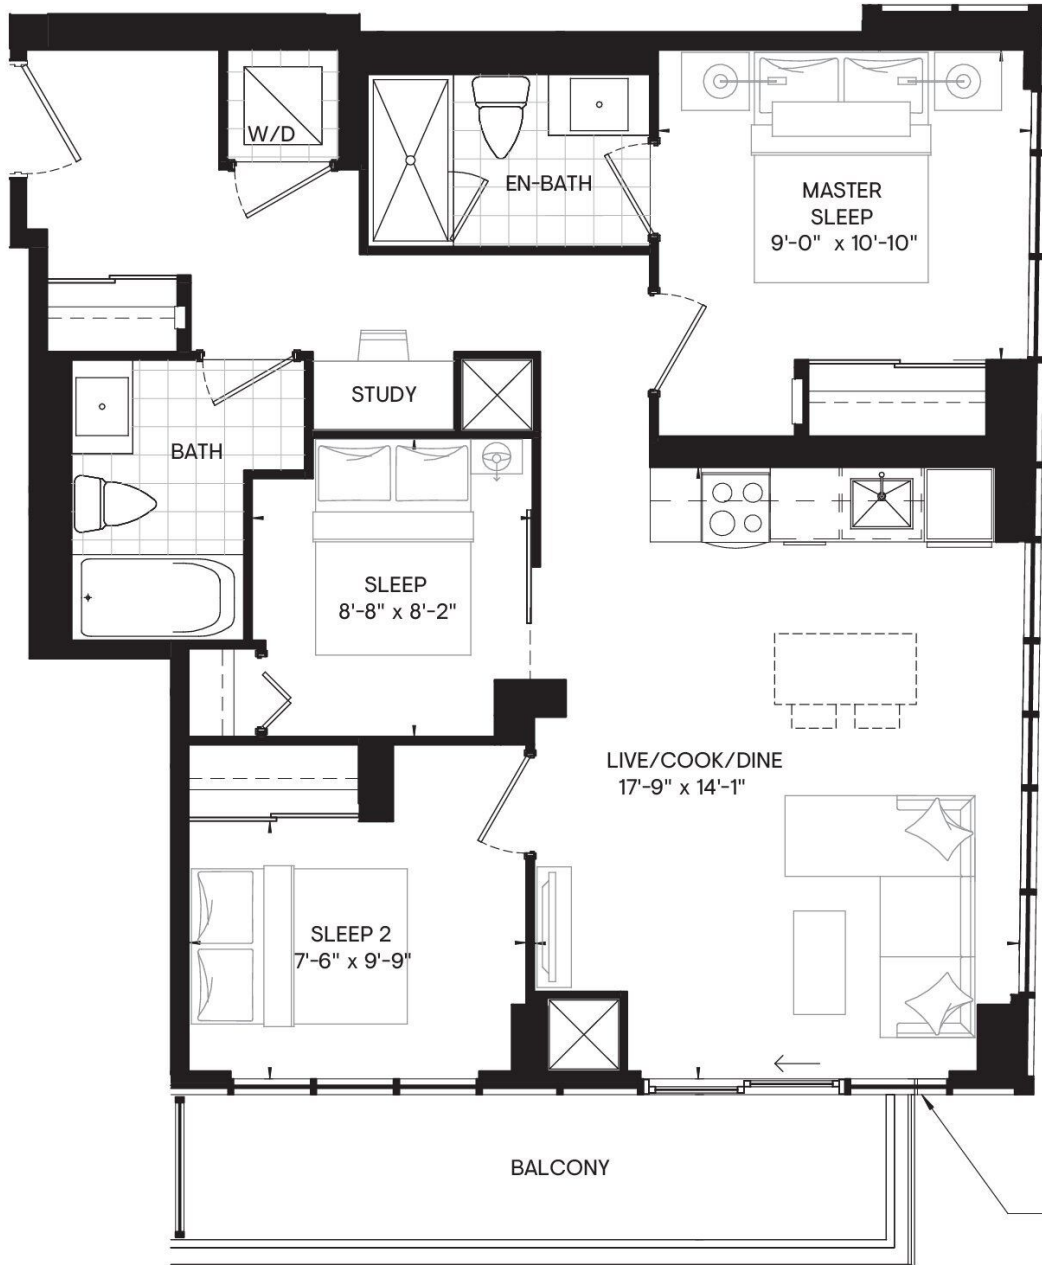 W/D
EN-BATH
MASTER
SLEEP
9'-0" x 10'-10"
STUDY
BATH
SLEEP
8'-8" x 8'-2"
LIVE/COOK/DINE
17'-9" x 14'-1"
SLEEP 2
7'-6" x 9'-9"
BALCONY